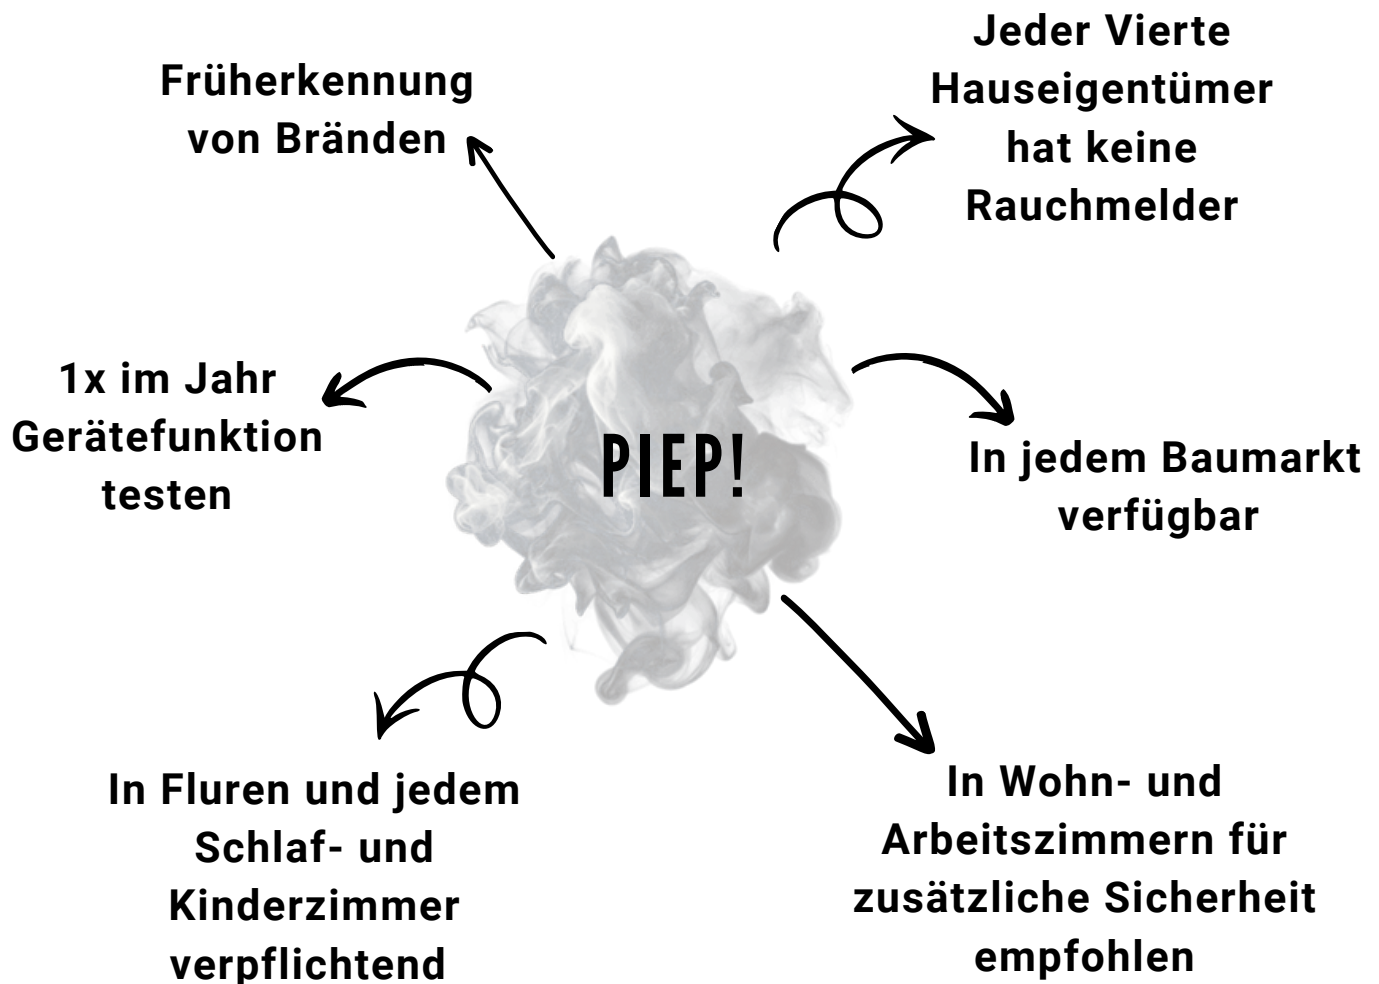 Früherkennung
von Bränden
Jeder Vierte
Hauseigentümer
hat keine
Rauchmelder
1x im Jahr
Gerätefunktion
testen
PIEP!
In jedem Baumarkt
verfügbar
In Fluren und jedem
Schlaf- und
Kinderzimmer
verpflichtend
In Wohn- und
Arbeitszimmern für
zusätzliche Sicherheit
empfohlen